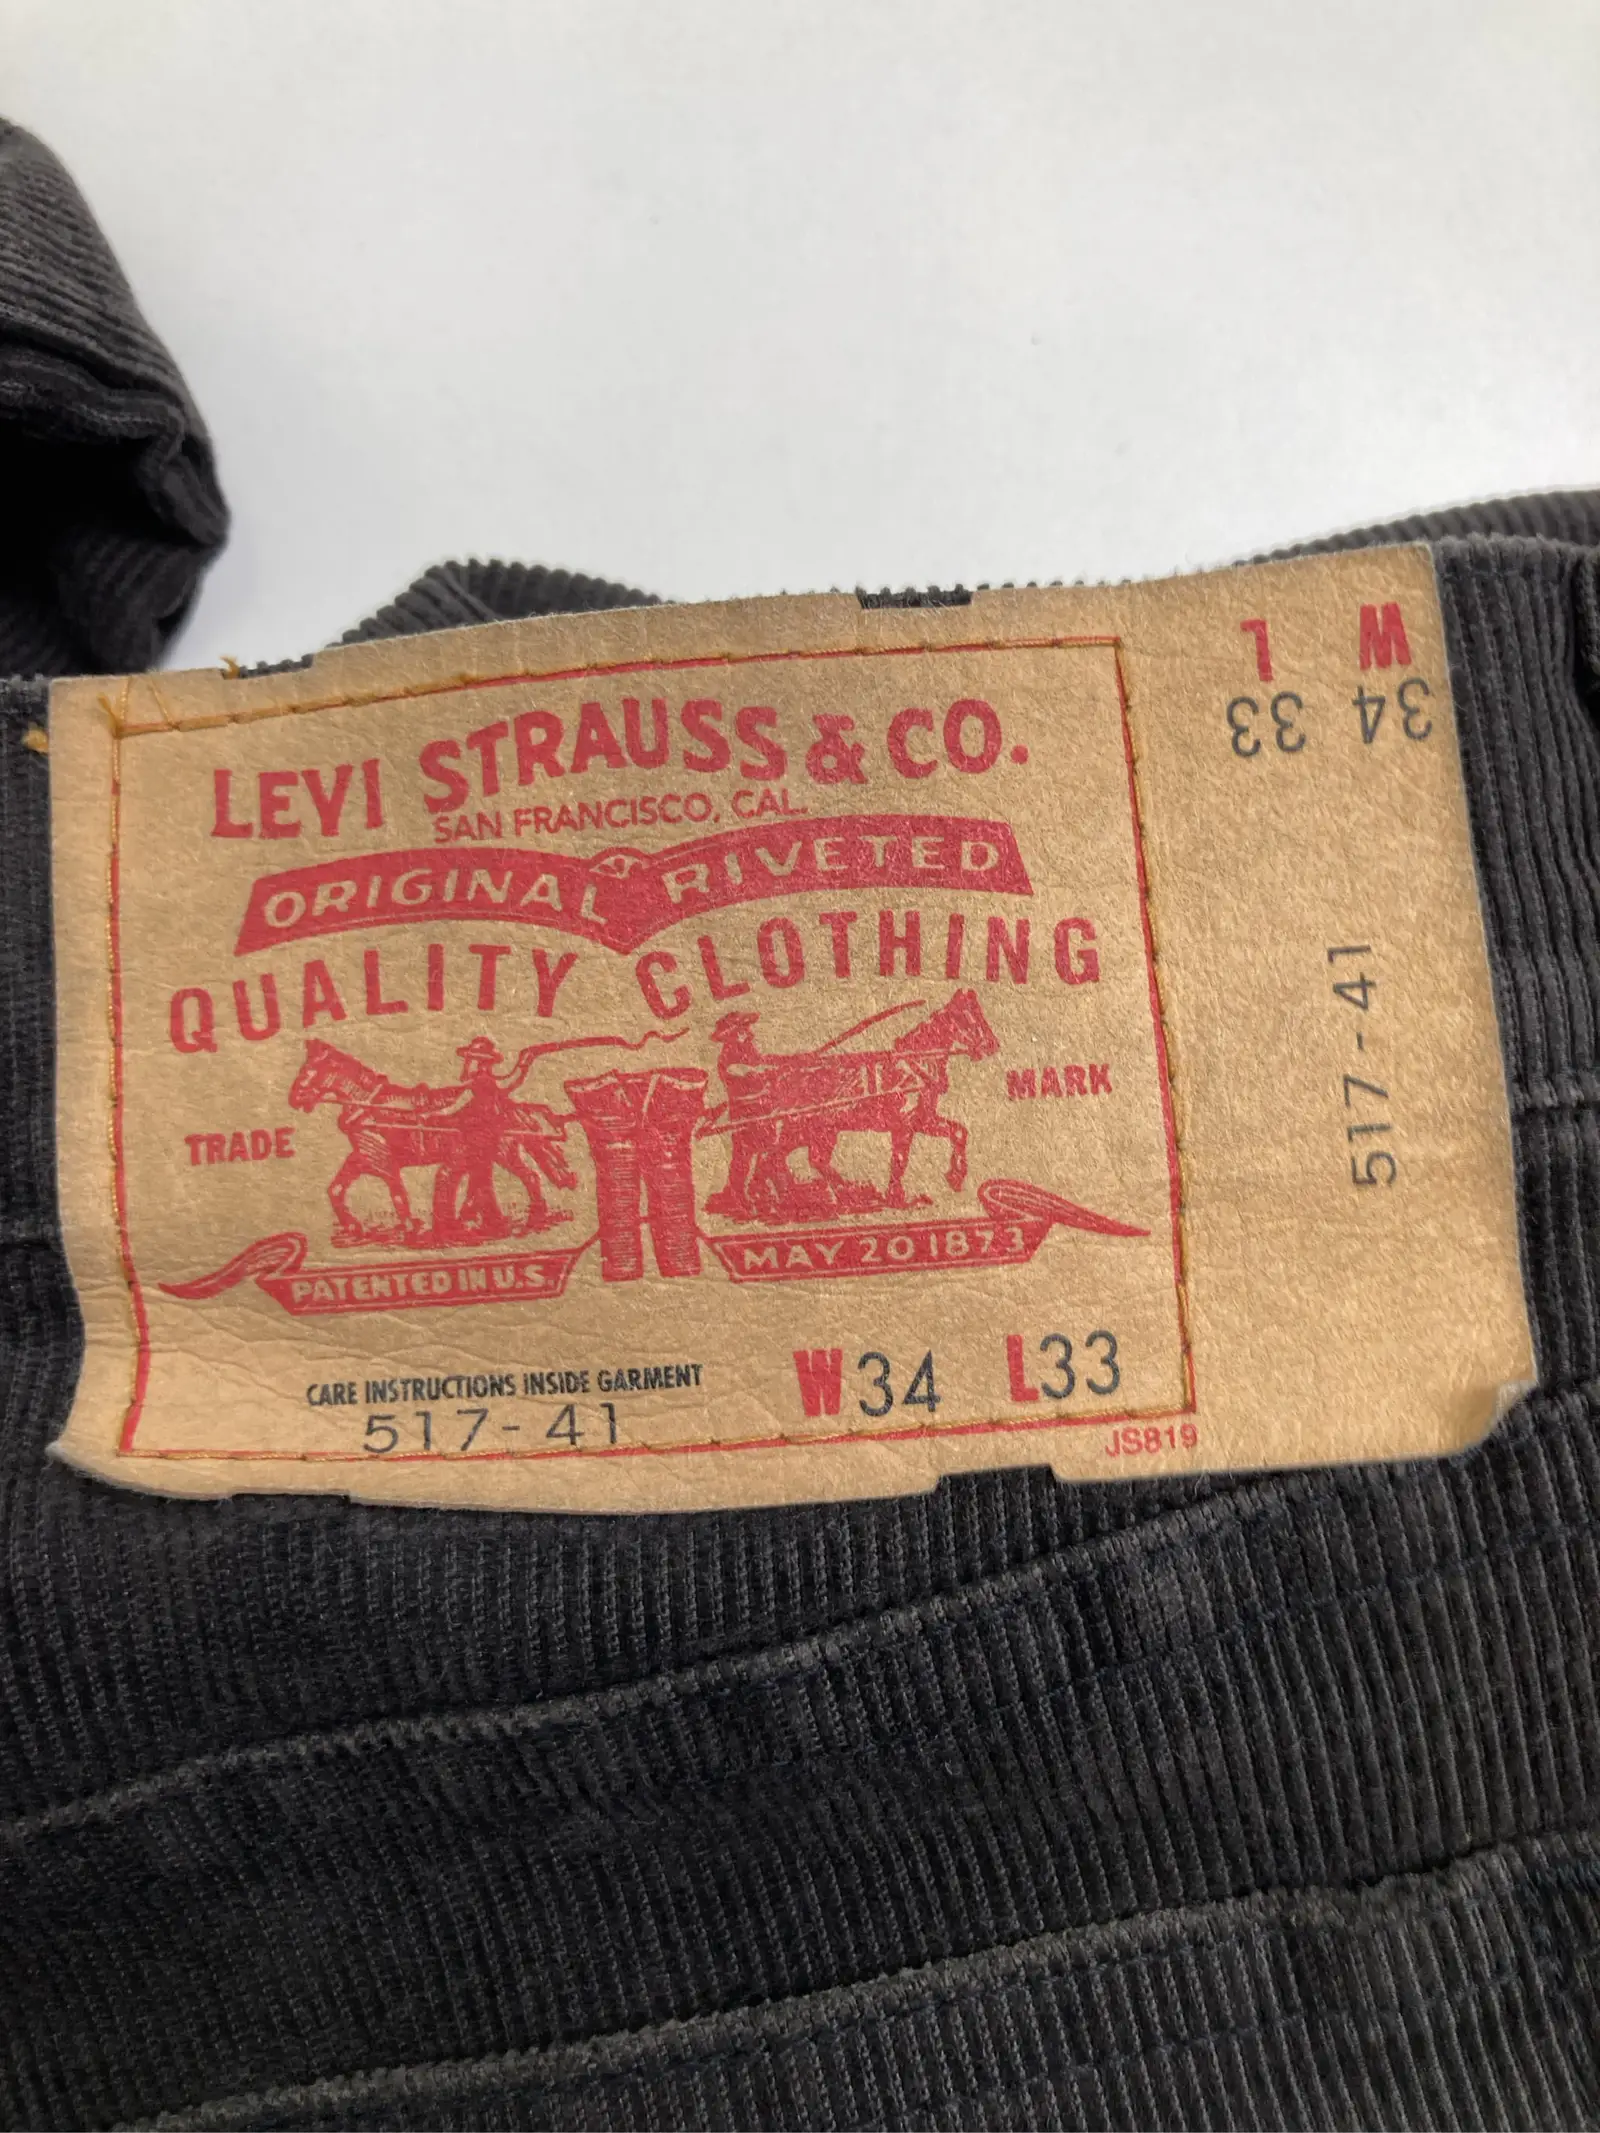 LEVI STRAUSS & CO.
SAN FRANCISCO, CAL.
ORIGINAL RIVETED
QUALITY CLOTHING
TRADE MARK
PATENTED IN U.S. MAY 20 1873
CARE INSTRUCTIONS INSIDE GARMENT
517-41
W34 L33
JS819
W L
34 33
517-41